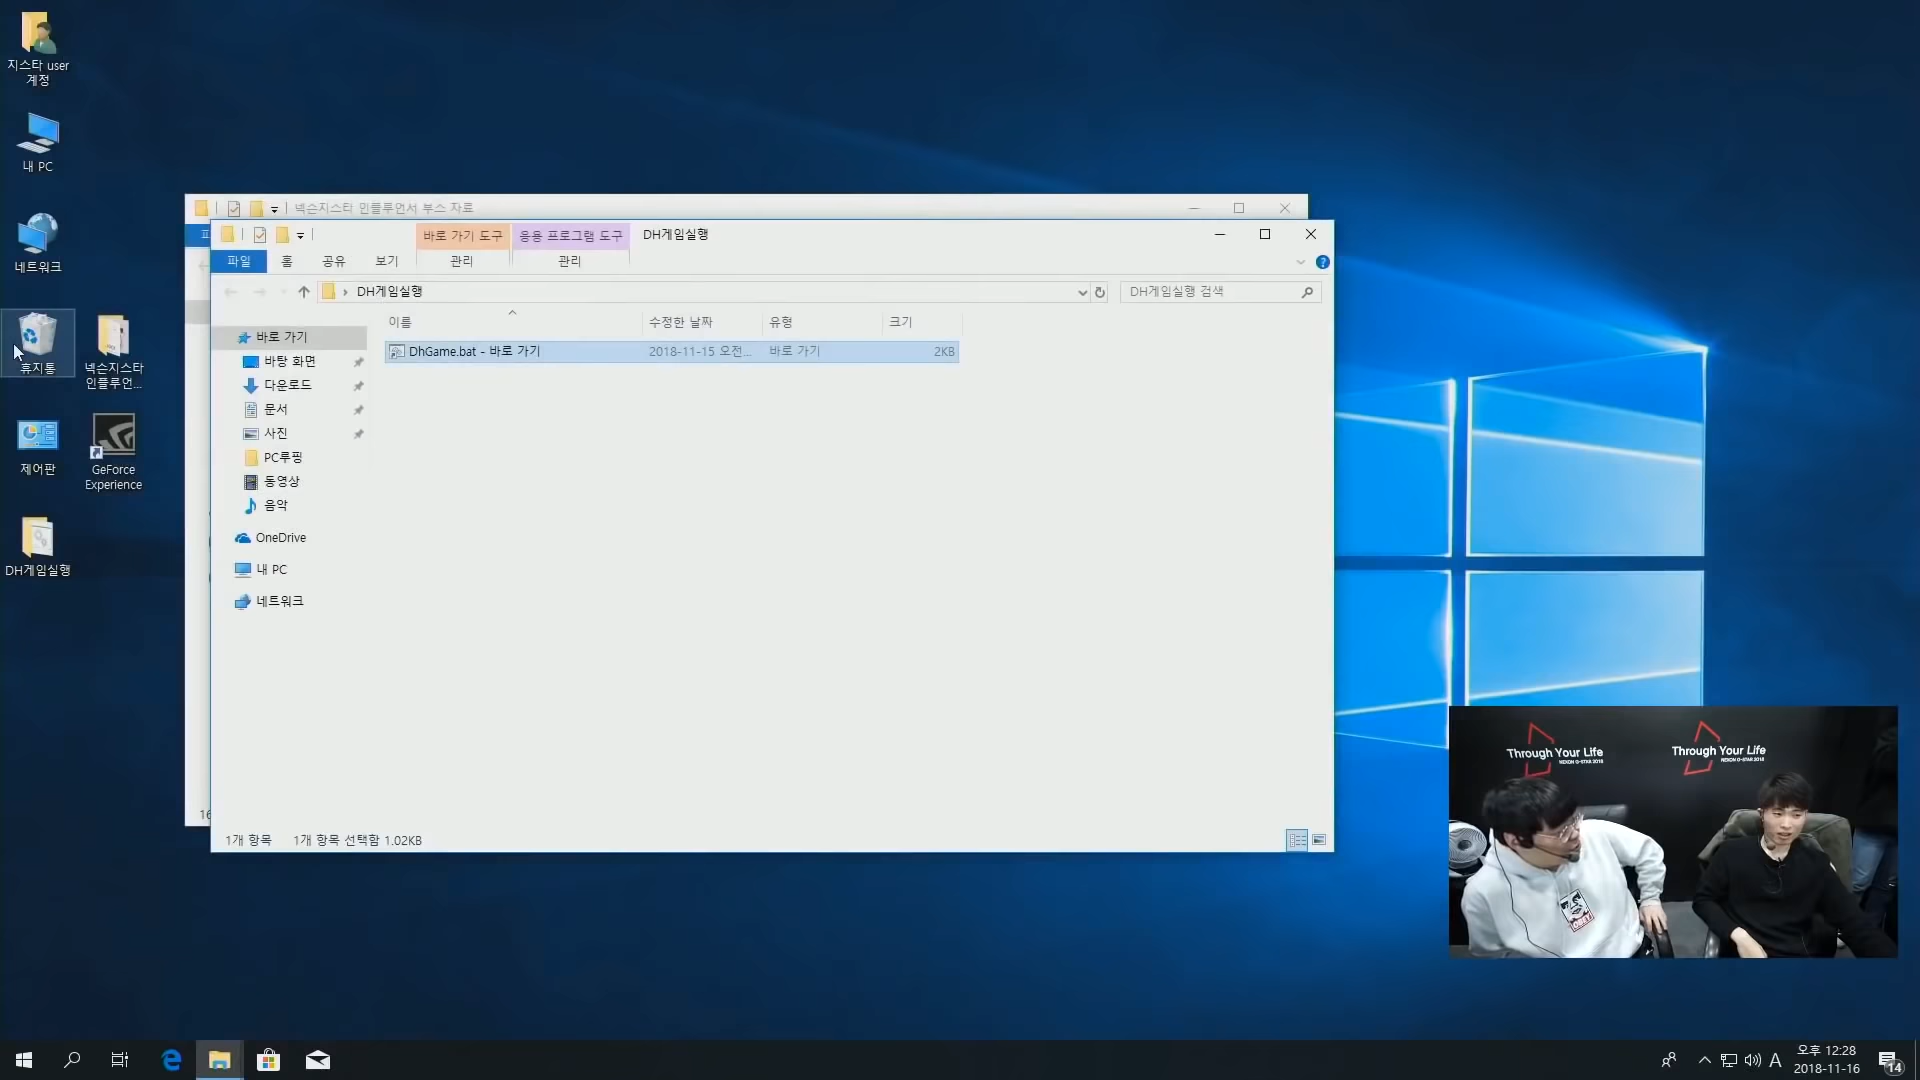 지스타 user
계정
내 PC
네트워크
휴지통
넥슨지스타
인플루언...
제어판
GeForce
Experience
DH게임실행
넥슨지스타 인플루언서 부스 자료
바로 가기 도구
응용 프로그램 도구
DH게임실행
파일
홈
공유
보기
관리
관리
DH게임실행
DH게임실행 검색
이름
수정한 날짜
유형
크기
DhGame.bat - 바로 가기
2018-11-15 오전...
바로 가기
2KB
바로 가기
바탕 화면
다운로드
문서
사진
PC루핑
동영상
음악
OneDrive
내 PC
네트워크
16
1개 항목
1개 항목 선택함 1.02KB
Through Your Life
NEXON G-STAR 2018
Through Your Life
NEXON G-STAR 2018
OBEY
A
오후 12:28
2018-11-16
14